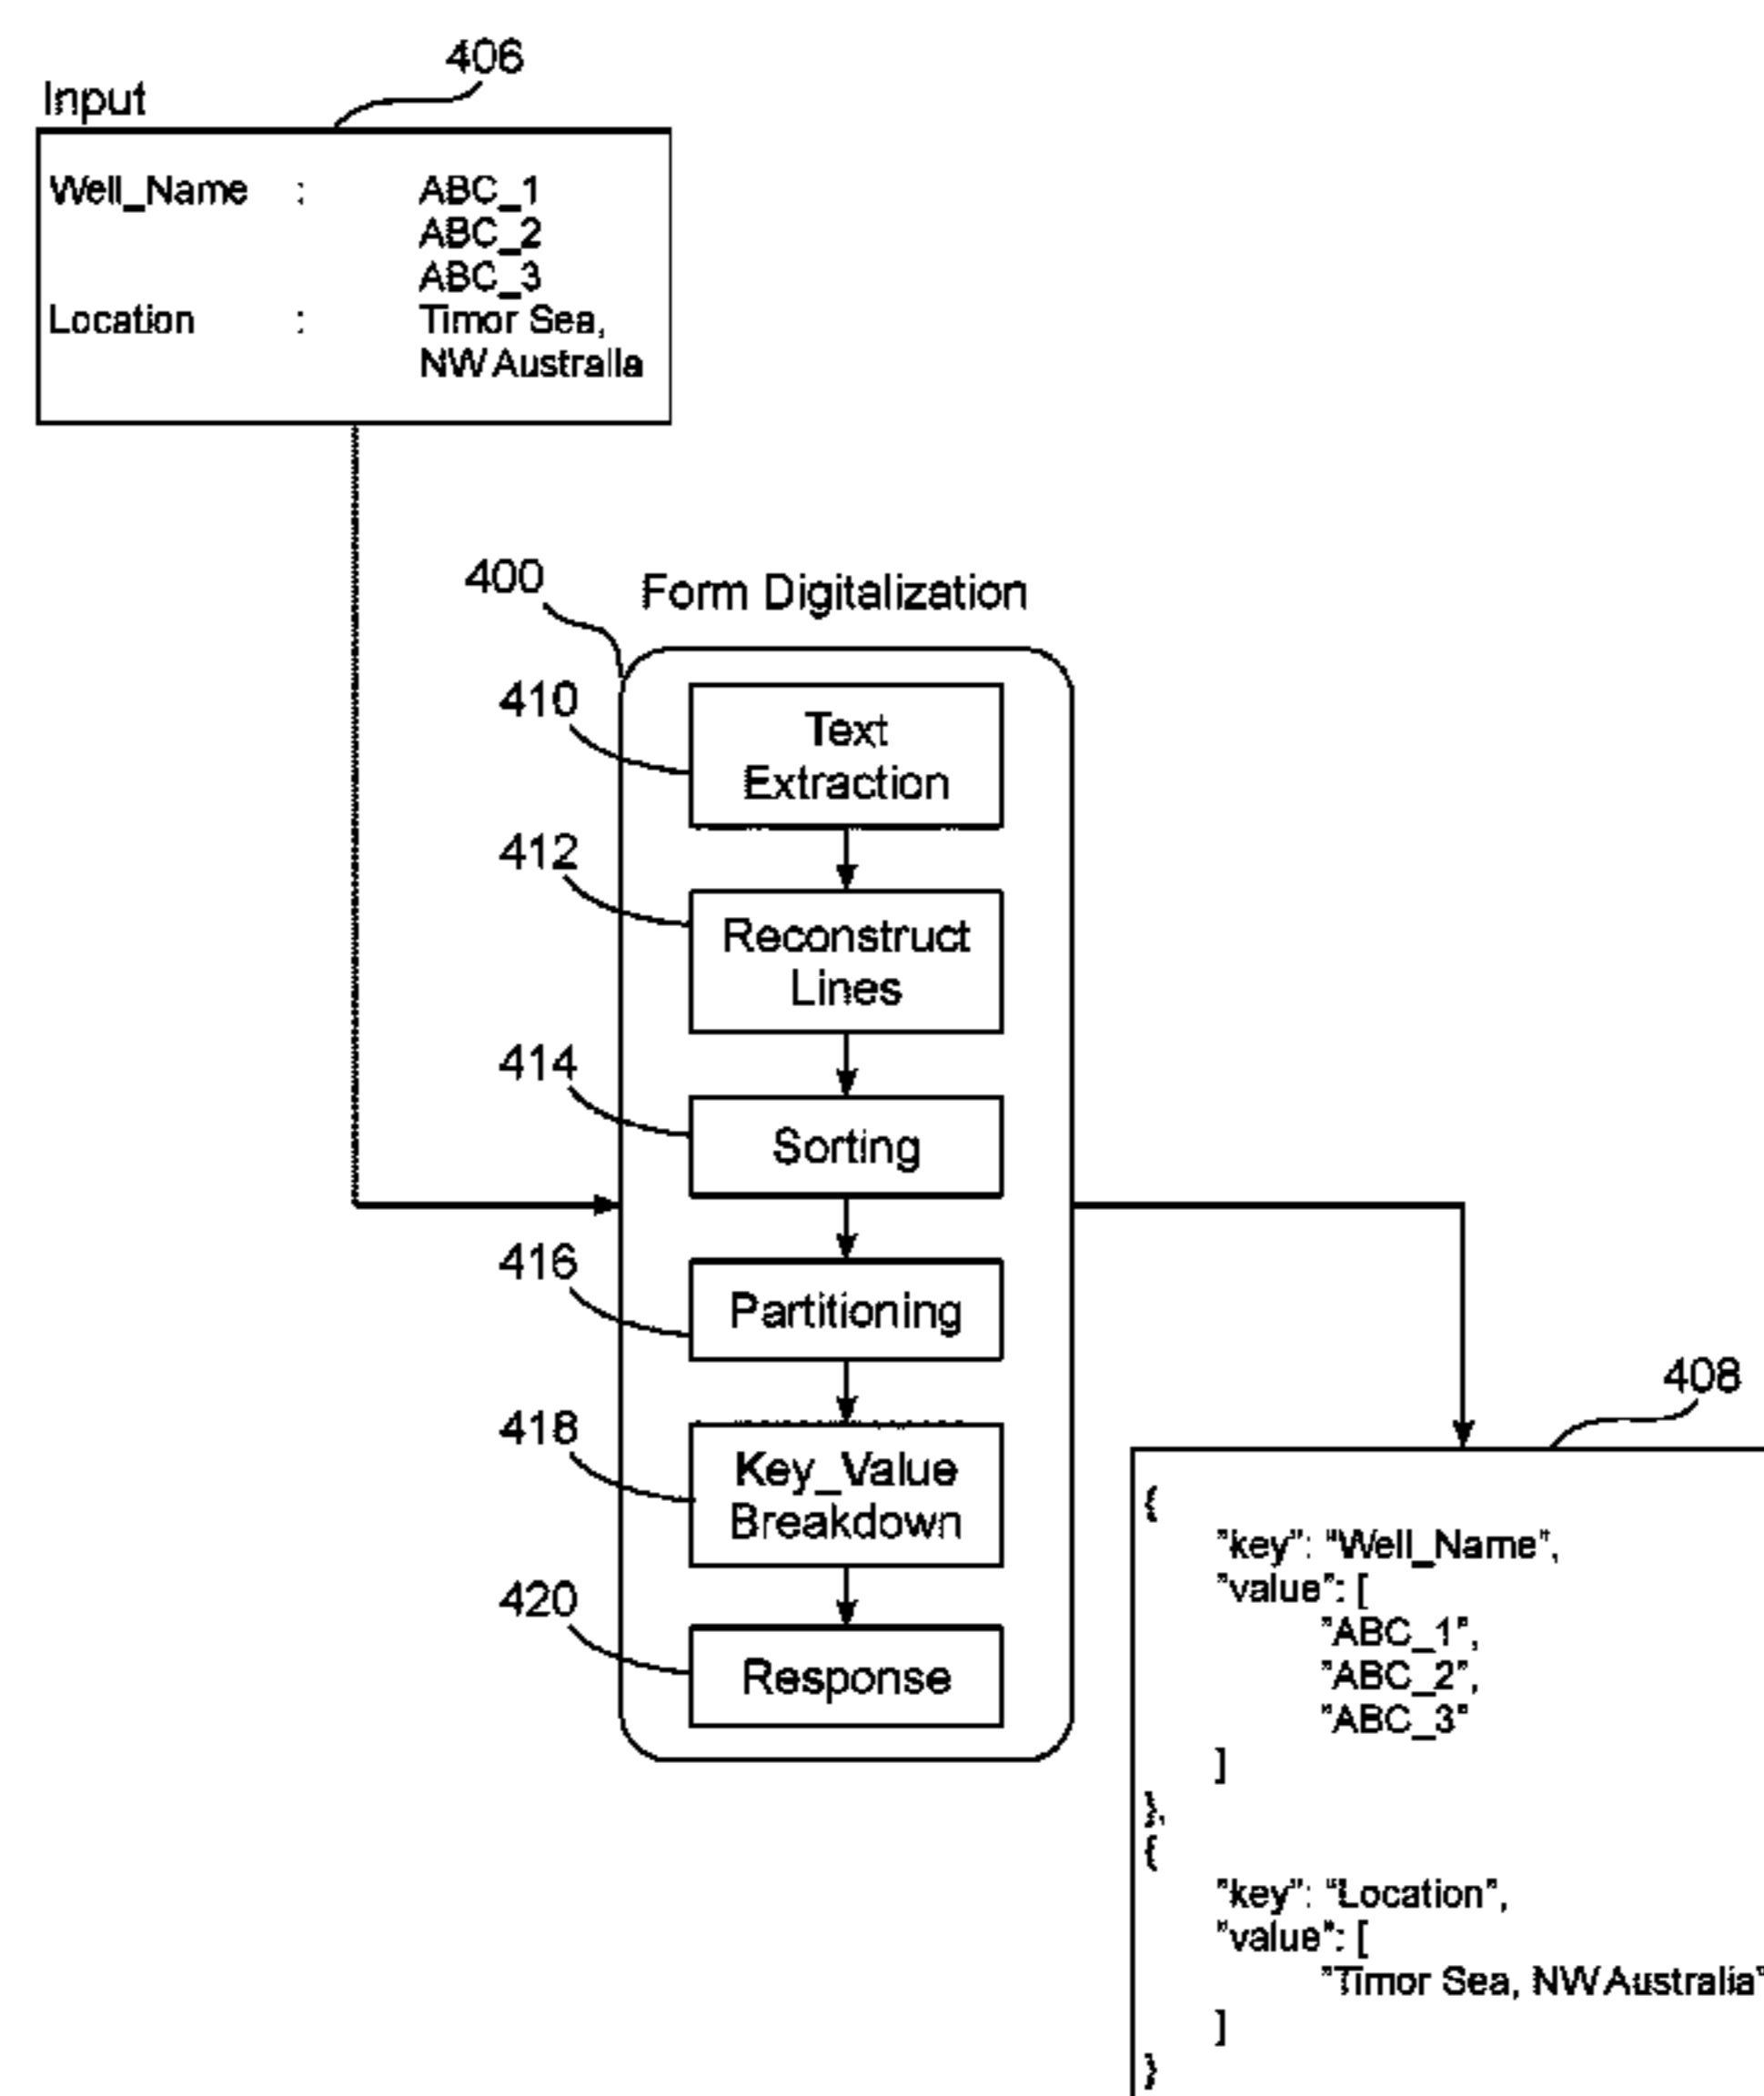 406
Input
Well_Name : ABC_1
ABC_2
ABC_3
Location : Timor Sea,
NW Australia
400 Form Digitalization
410 Text
Extraction
412 Reconstruct
Lines
414 Sorting
416 Partitioning
418 Key_Value
Breakdown
420 Response
408
{
"key": "Well_Name",
"value": [
"ABC_1",
"ABC_2",
"ABC_3"
]
},
{
"key": "Location",
"value": [
"Timor Sea, NW Australia"
]
}